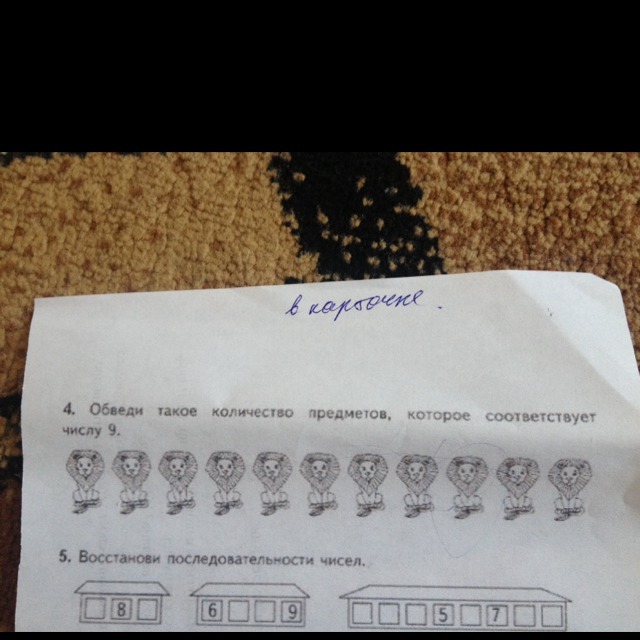 в карточке.
4. Обведи такое количество предметов, которое соответствует
числу 9.
5. Восстанови последовательности чисел.
8 6 9 5 7